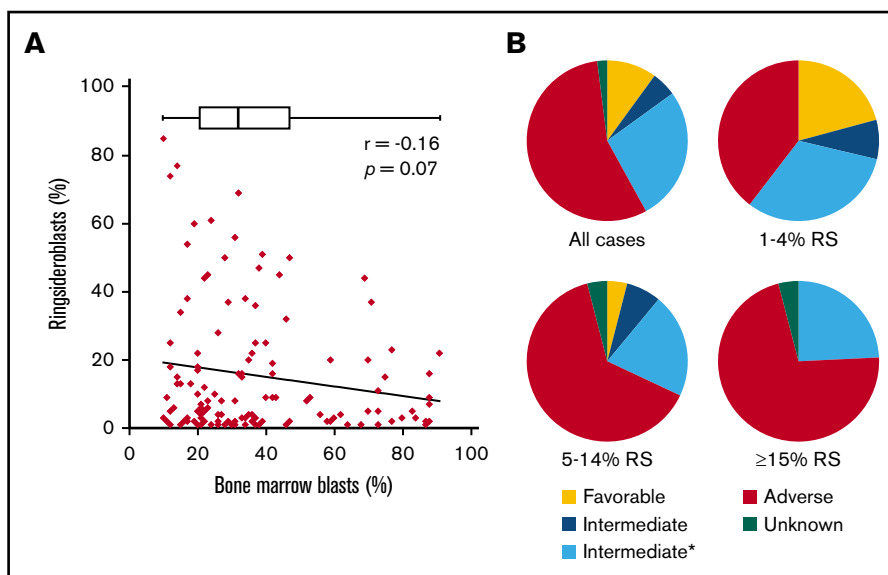 A
100
80
60
40
20
0
Ringsideroblasts (%)
r = -0.16
p = 0.07
0 20 40 60 80 100
Bone marrow blasts (%)
B
All cases
1-4% RS
5-14% RS
≥15% RS
Favorable
Intermediate
Intermediate*
Adverse
Unknown